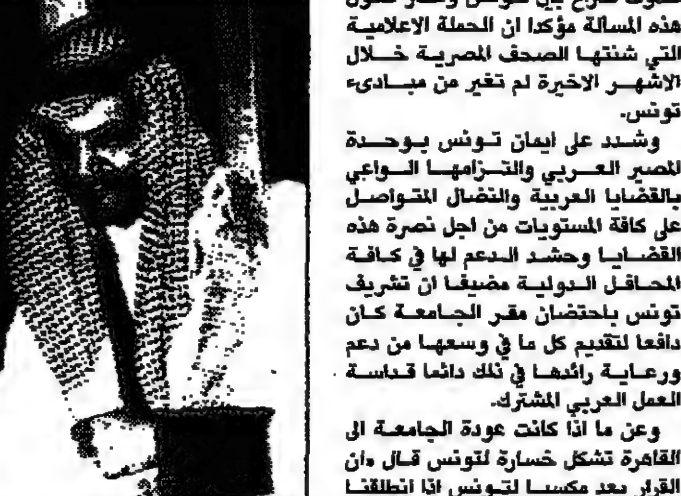 هذه المسألة مؤكدا ان الحملة الاعلامية
التي شنتها الصحف المصرية خلال
الاشهر الاخيرة لم تغير من مبادىء
تونس.
وشدد على ايمان تونس بوحدة
المصير العربي والتزامها الواعي
بالقضايا العربية والنضال المتواصل
على كافة المستويات من اجل نصرة هذه
القضايا وحشد الدعم لها في كافة
المحافل الدولية مضيفا ان تشريف
تونس باحتضان مقر الجامعة كان
دافعا لتقديم كل ما في وسعها من دعم
ورعاية رائدها في ذلك دائما قداسة
العمل العربي المشترك.
وعن ما اذا كانت عودة الجامعة الى
القاهرة تشكل خسارة لتونس قال «ان
القرار يعد مكسبا لتونس اذا انطلقنا